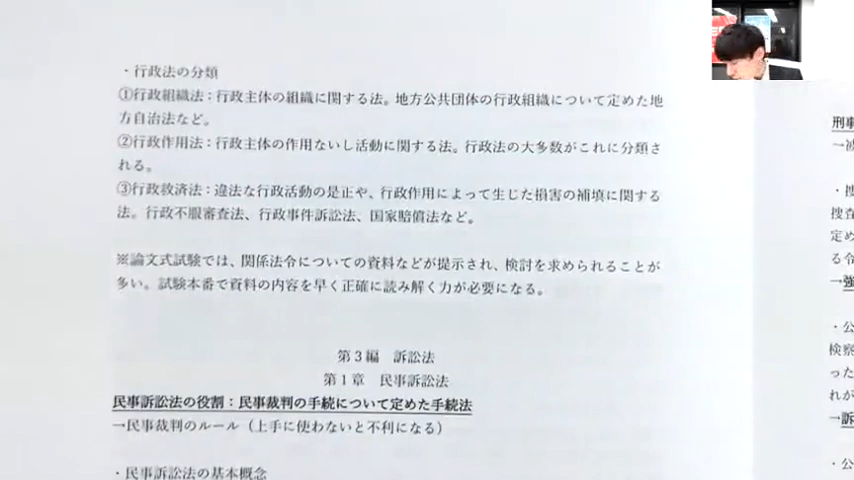 ・行政法の分類
①行政組織法：行政主体の組織に関する法。地方公共団体の行政組織について定めた地
方自治法など。
②行政作用法：行政主体の作用ないし活動に関する法。行政法の大多数がこれに分類さ
れる。
③行政救済法：違法な行政活動の是正や、行政作用によって生じた損害の補填に関する
法。行政不服審査法、行政事件訴訟法、国家賠償法など。
※論文式試験では、関係法令についての資料などが提示され、検討を求められることが
多い。試験本番で資料の内容を早く正確に読み解く力が必要になる。
第３編　訴訟法
第１章　民事訴訟法
民事訴訟法の役割：民事裁判の手続について定めた手続法
→民事裁判のルール（上手に使わないと不利になる）
・民事訴訟法の基本概念
刑事
→被
・捜
捜査
定め
る令
→強
・公
検察
った
れが
→訴
・公